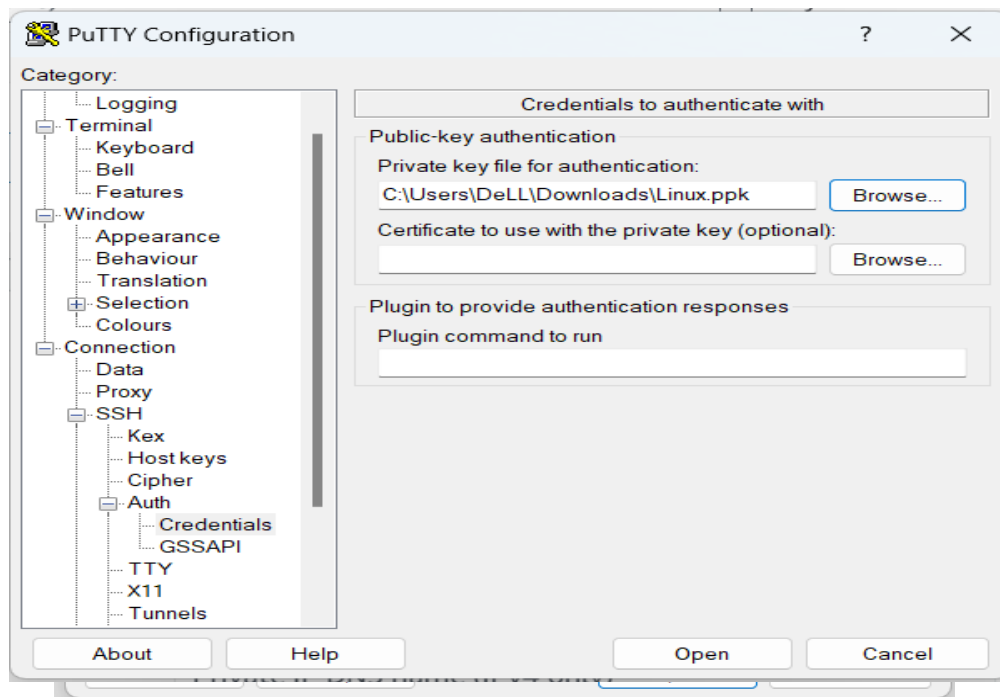 PuTTY Configuration
?
Category:
Logging
Terminal
Keyboard
Bell
Features
Window
Appearance
Behaviour
Translation
Selection
Colours
Connection
Data
Proxy
SSH
Kex
Host keys
Cipher
Auth
Credentials
GSSAPI
TTY
X11
Tunnels
Credentials to authenticate with
Public-key authentication
Private key file for authentication:
C:\Users\DeLL\Downloads\Linux.ppk
Browse...
Certificate to use with the private key (optional):
Browse...
Plugin to provide authentication responses
Plugin command to run
About
Help
Open
Cancel